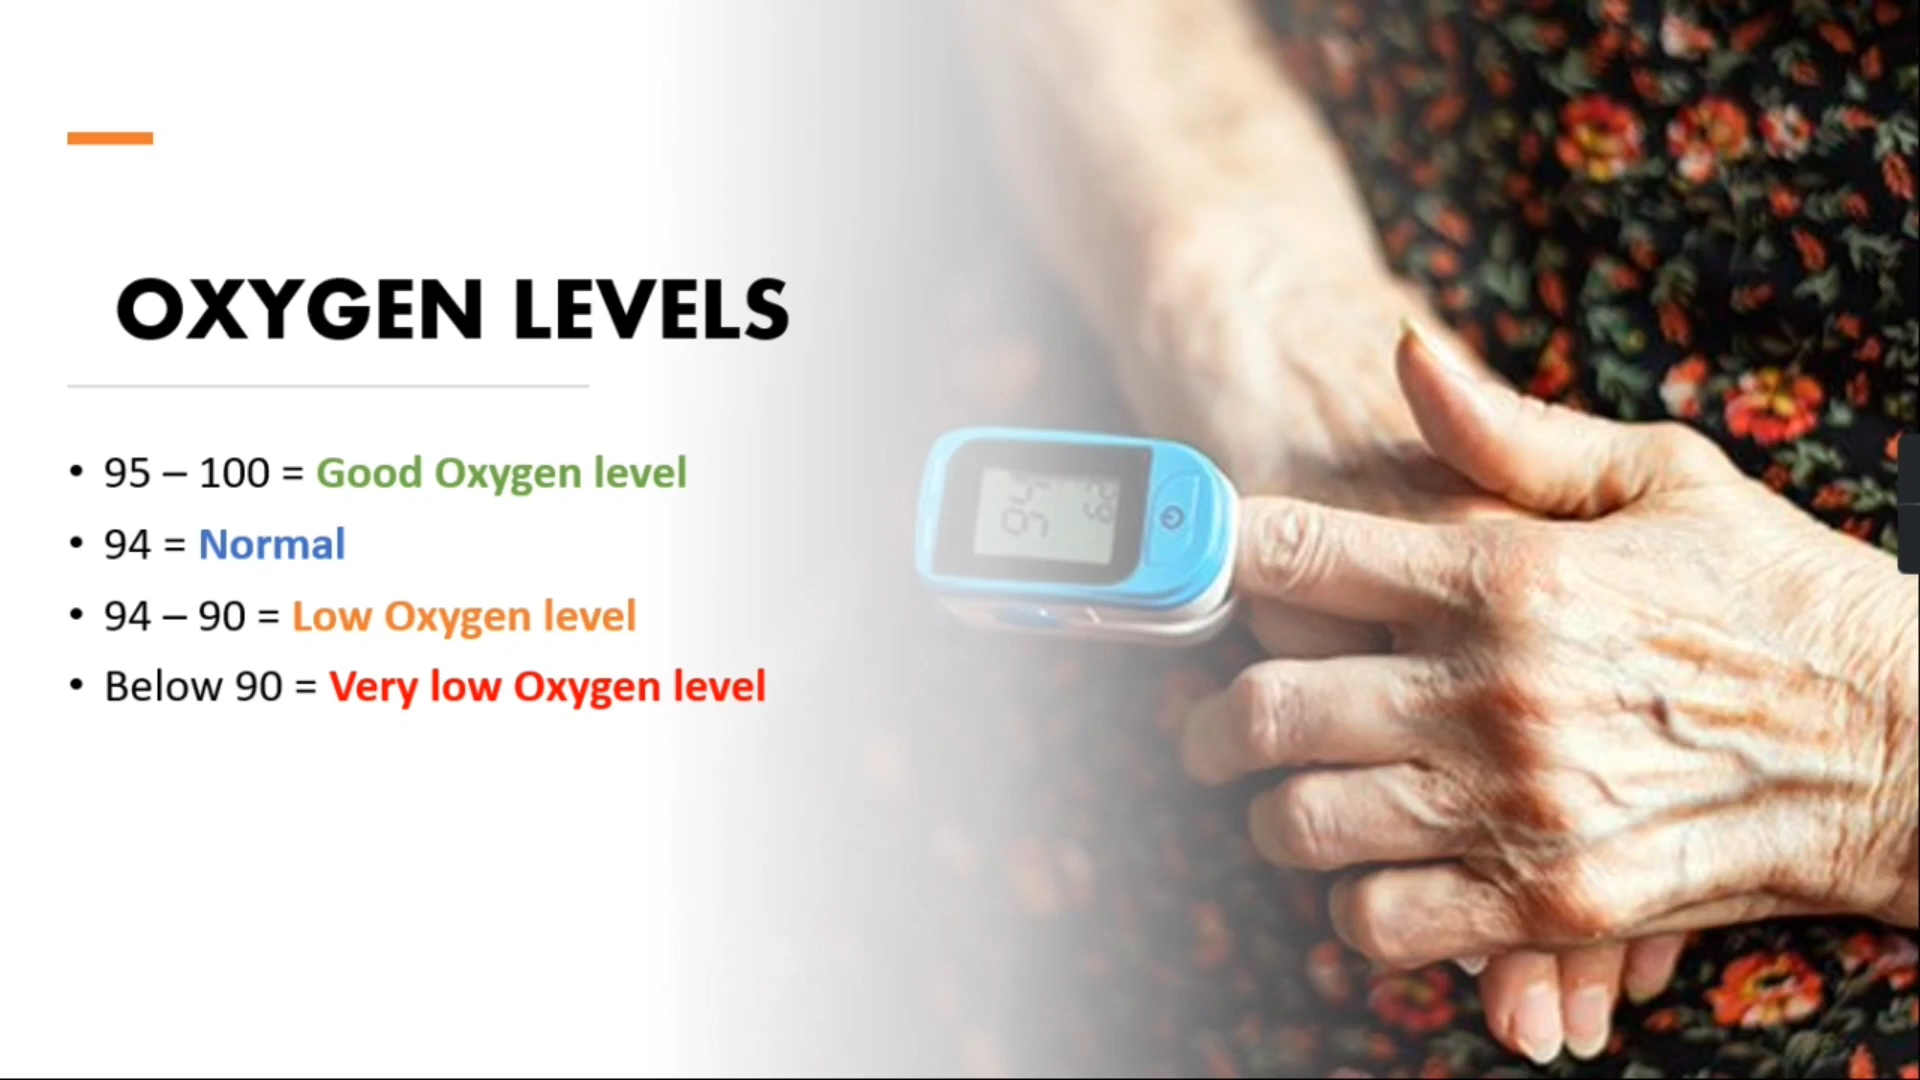 OXYGEN LEVELS
• 95 – 100 = Good Oxygen level
• 94 = Normal
• 94 – 90 = Low Oxygen level
• Below 90 = Very low Oxygen level
94